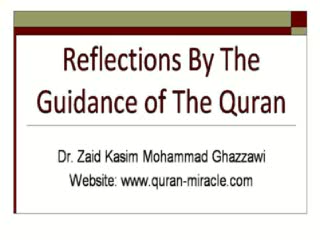 Reflections By The
Guidance of The Quran
Dr. Zaid Kasim Mohammad Ghazzawi
Website: www.quran-miracle.com